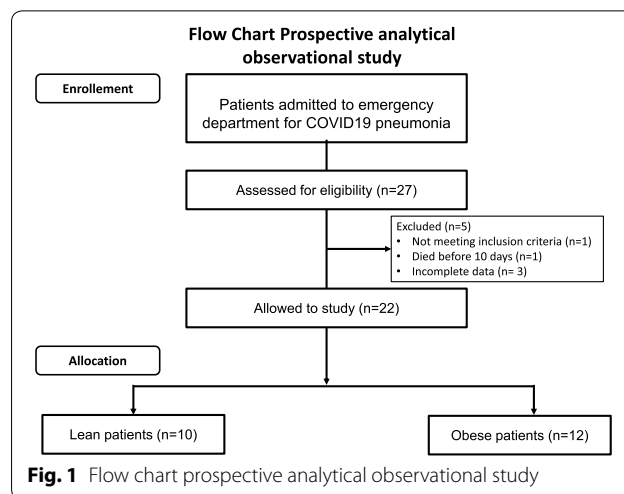 Flow Chart Prospective analytical
observational study
Enrollement
Patients admitted to emergency
department for COVID19 pneumonia
Assessed for eligibility (n=27)
Excluded (n=5)
• Not meeting inclusion criteria (n=1)
• Died before 10 days (n=1)
• Incomplete data (n= 3)
Allowed to study (n=22)
Allocation
Lean patients (n=10)
Obese patients (n=12)
Fig. 1 Flow chart prospective analytical observational study